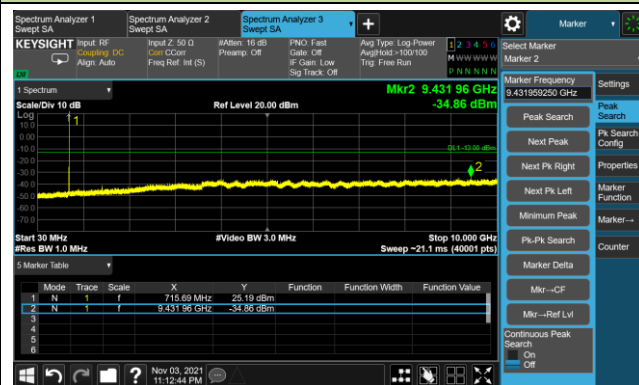 Spectrum Analyzer 1
Swept SA
Spectrum Analyzer 2
Swept SA
Spectrum Analyzer 3
Swept SA
Marker
KEYSIGHT
Input: RF
Coupling: DC
Align: Auto
Input Z: 50 Ω
Corr CCorr
Freq Ref: Int (S)
#Atten: 16 dB
Preamp: Off
PNO: Fast
Gate: Off
IF Gain: Low
Sig Track: Off
Avg Type: Log-Power
Avg|Hold:>100/100
Trig: Free Run
1 2 3 4 5 6
M W W W W W
P N N N N N
LXI
Select Marker
Marker 2
1 Spectrum
Mkr2 9.431 96 GHz
-34.86 dBm
Scale/Div 10 dB
Ref Level 20.00 dBm
Log
10.0
0.00
-10.0
-20.0
-30.0
-40.0
-50.0
-60.0
-70.0
1
DL1 -13.00 dBm
2
Start 30 MHz
#Video BW 3.0 MHz
Stop 10.000 GHz
#Res BW 1.0 MHz
Sweep ~21.1 ms (40001 pts)
5 Marker Table
Mode Trace Scale X Y Function Function Width Function Value
1 N 1 f 715.69 MHz 25.19 dBm
2 N 1 f 9.431 96 GHz -34.86 dBm
3
4
5
6
Nov 03, 2021
11:12:44 PM
Marker Frequency
9.431959250 GHz
Peak Search
Next Peak
Next Pk Right
Next Pk Left
Minimum Peak
Pk-Pk Search
Marker Delta
Mkr→CF
Mkr→Ref Lvl
Continuous Peak
Search
On
Off
Settings
Peak
Search
Pk Search
Config
Properties
Marker
Function
Marker→
Counter